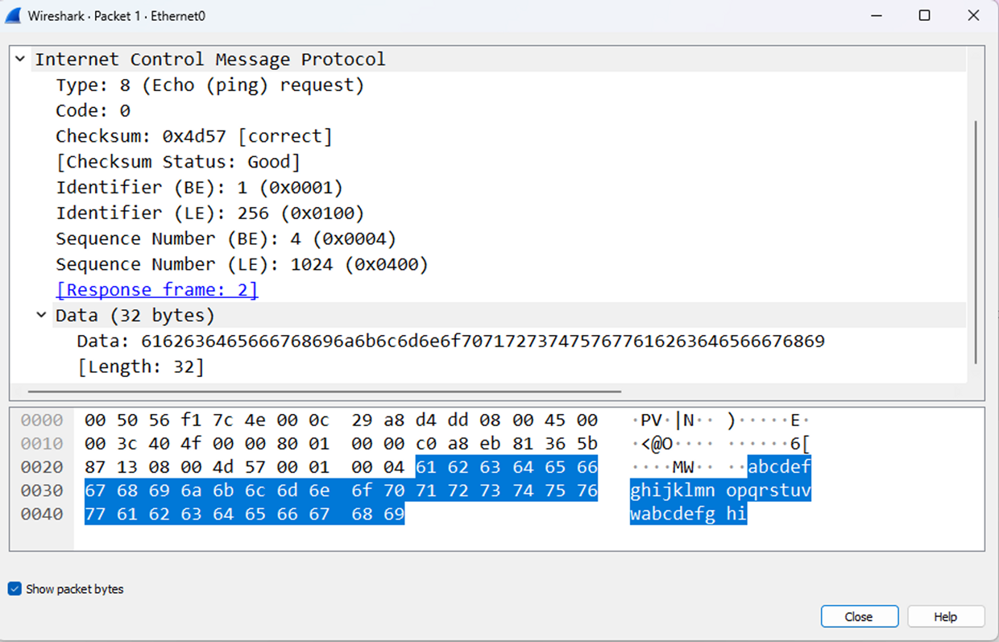 Wireshark · Packet 1 · Ethernet0
Internet Control Message Protocol
Type: 8 (Echo (ping) request)
Code: 0
Checksum: 0x4d57 [correct]
[Checksum Status: Good]
Identifier (BE): 1 (0x0001)
Identifier (LE): 256 (0x0100)
Sequence Number (BE): 4 (0x0004)
Sequence Number (LE): 1024 (0x0400)
[Response frame: 2]
Data (32 bytes)
Data: 6162636465666768696a6b6c6d6e6f7071727374757677616263646566676869
[Length: 32]
0000 00 50 56 f1 7c 4e 00 0c 29 a8 d4 dd 08 00 45 00 ·PV·|N·· )·····E·
0010 00 3c 40 4f 00 00 80 01 00 00 c0 a8 eb 81 36 5b ·<@O···· ······6[
0020 87 13 08 00 4d 57 00 01 00 04 61 62 63 64 65 66 ····MW·· ··abcdef
0030 67 68 69 6a 6b 6c 6d 6e 6f 70 71 72 73 74 75 76 ghijklmn opqrstuv
0040 77 61 62 63 64 65 66 67 68 69 wabcdefg hi
Show packet bytes
Close Help